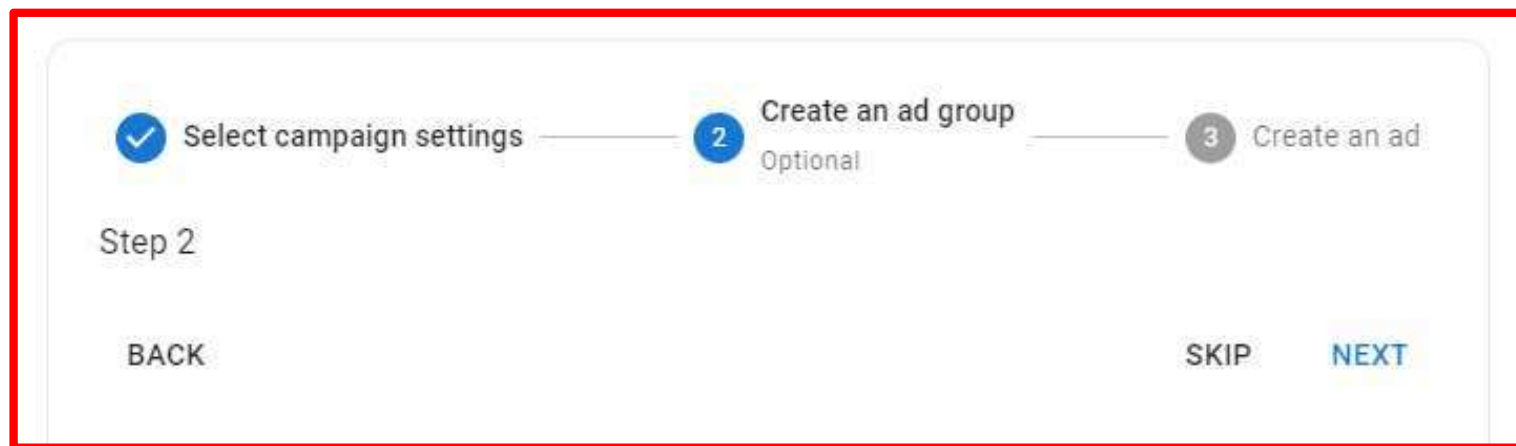 Select campaign settings
2
Create an ad group
Optional
3
Create an ad
Step 2
BACK
SKIP
NEXT